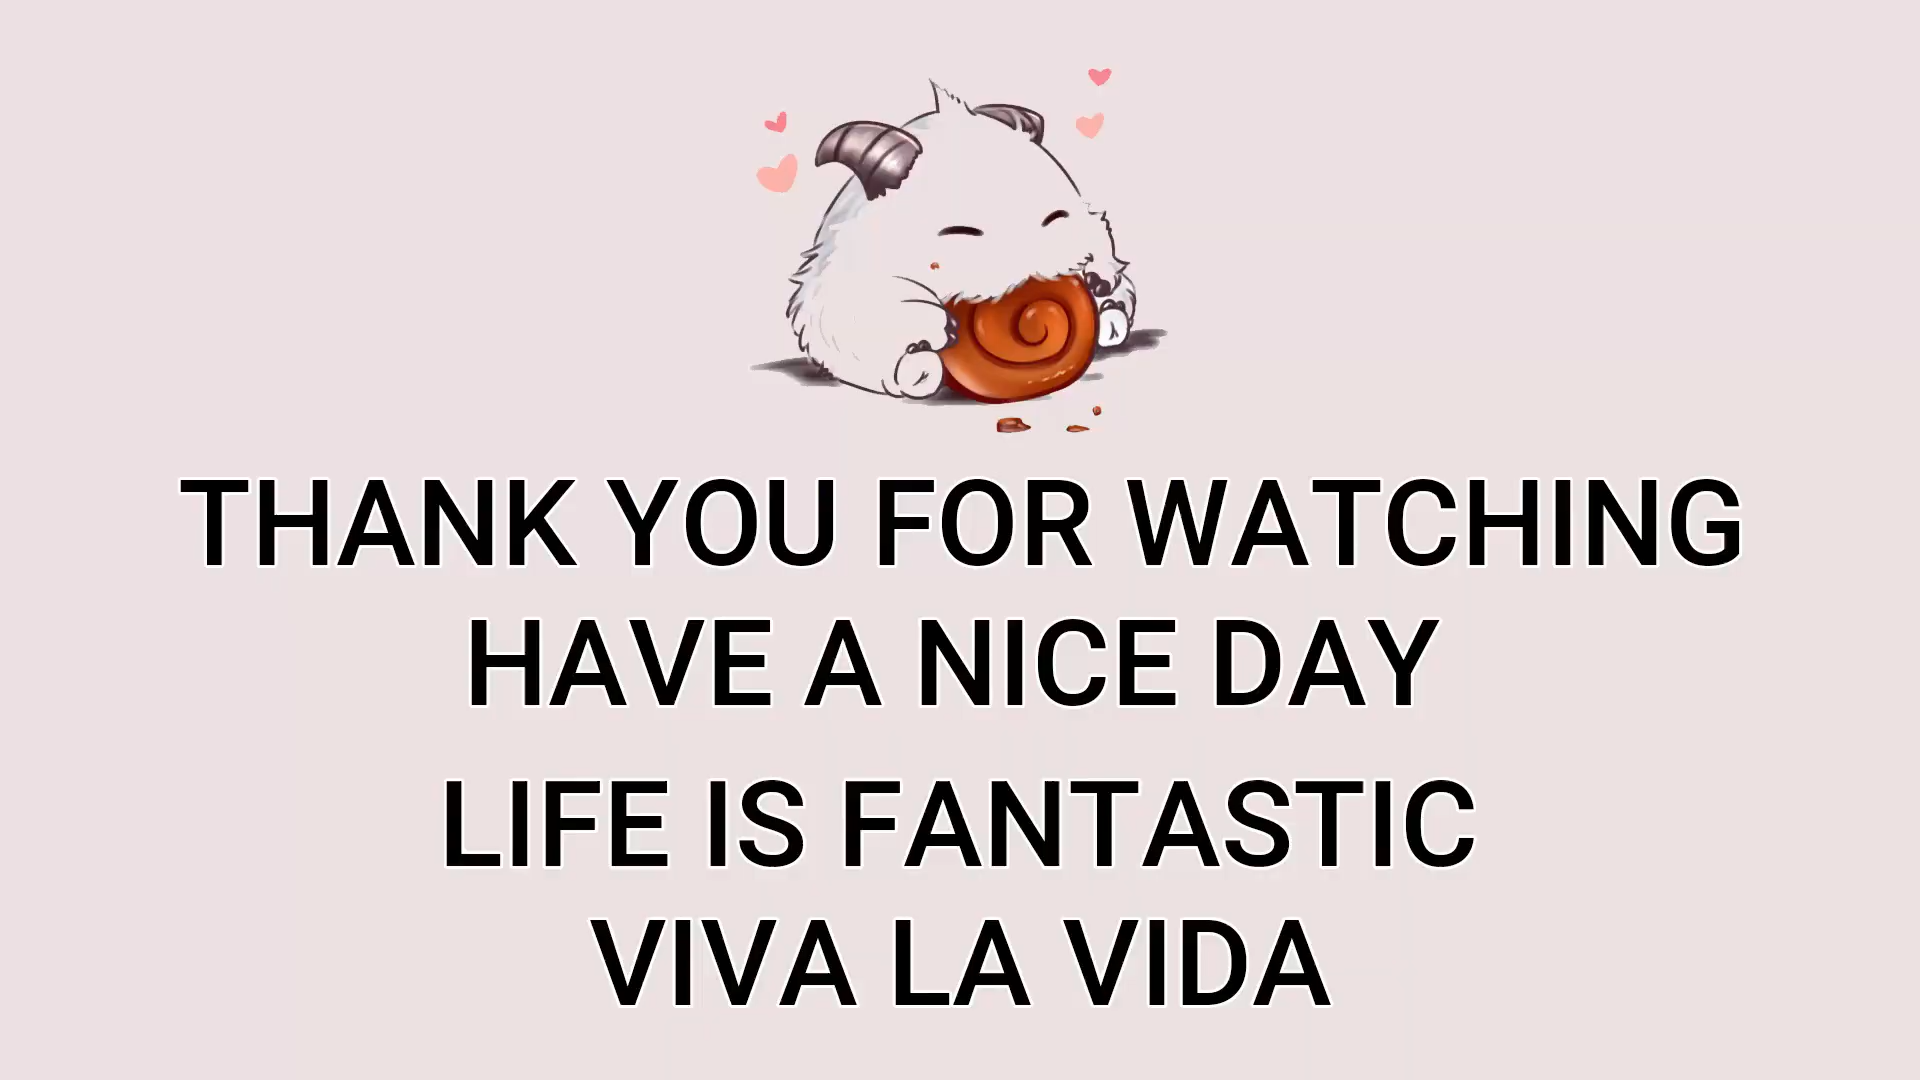 THANK YOU FOR WATCHING
HAVE A NICE DAY
LIFE IS FANTASTIC
VIVA LA VIDA